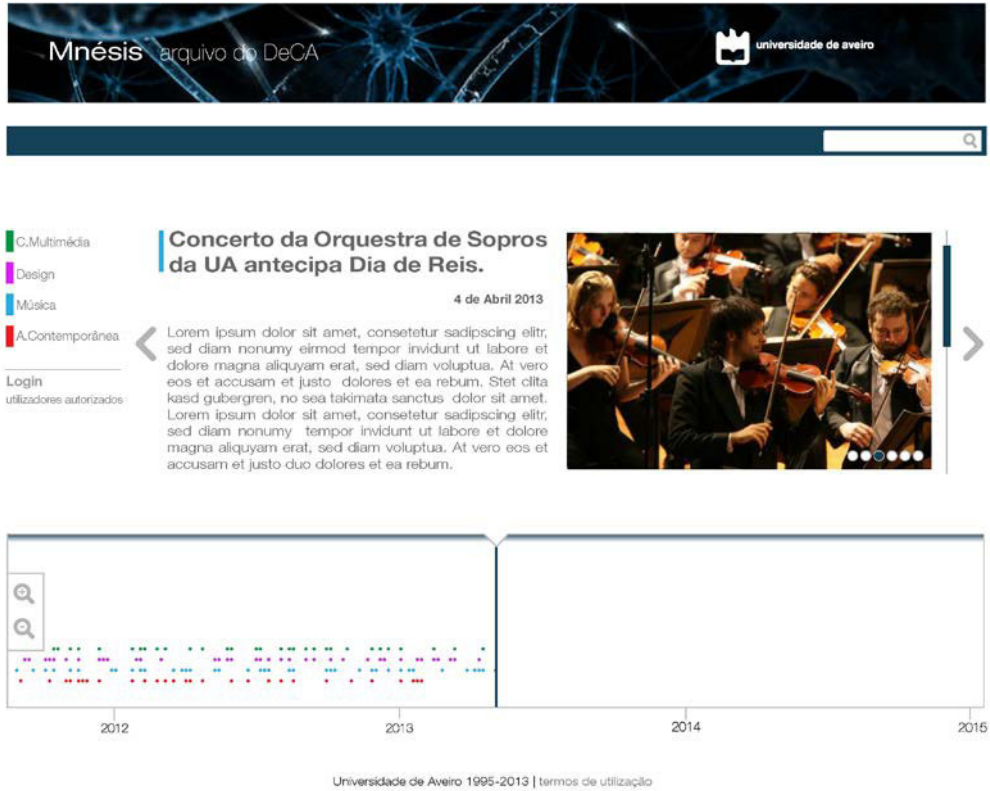 Mnésis arquivo do DeCA
universidade de aveiro
C.Multimédia
Design
Música
A.Contemporânea
Login
utilizadores autorizados
Concerto da Orquestra de Sopros
da UA antecipa Dia de Reis.
4 de Abril 2013
Lorem ipsum dolor sit amet, consetetur sadipscing elitr,
sed diam nonumy eirmod tempor invidunt ut labore et
dolore magna aliquyam erat, sed diam voluptua. At vero
eos et accusam et justo dolores et ea rebum. Stet clita
kasd gubergren, no sea takimata sanctus dolor sit amet.
Lorem ipsum dolor sit amet, consetetur sadipscing elitr,
sed diam nonumy tempor invidunt ut labore et dolore
magna aliquyam erat, sed diam voluptua. At vero eos et
accusam et justo duo dolores et ea rebum.
2012
2013
2014
2015
Universidade de Aveiro 1995-2013 | termos de utilização